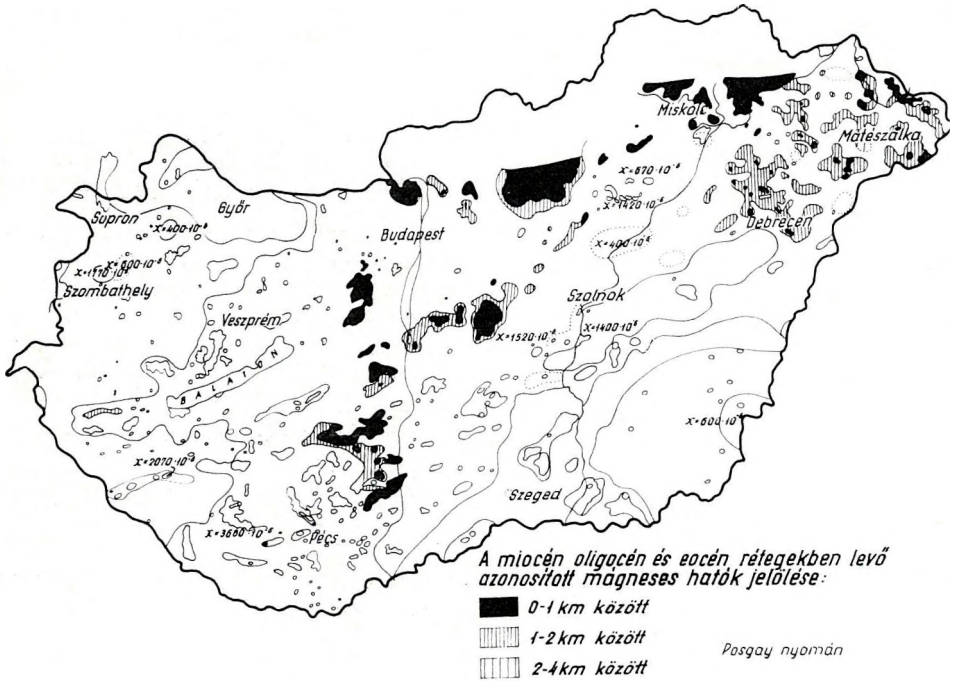 Miskolc
Mátészalka
x=670·10⁻⁶
x=1420·10⁻⁶
Sopron
Győr
x=400·10⁻⁶
Debrecen
Budapest
x=400·10⁻⁶
x=600·10⁻⁶
x=1110·10⁻⁶
Szombathely
Szolnok
Veszprém
x=1520·10⁻⁶
x=1400·10⁻⁶
BALATON
x=600·10⁻⁶
x=2070·10⁻⁶
Szeged
x=3660·10⁻⁶
Pécs
A miocén oligocén és eocén rétegekben levő
azonosított mágneses hatók jelölése:
0-1 km között
1-2 km között
2-4 km között
Posgay nyomán